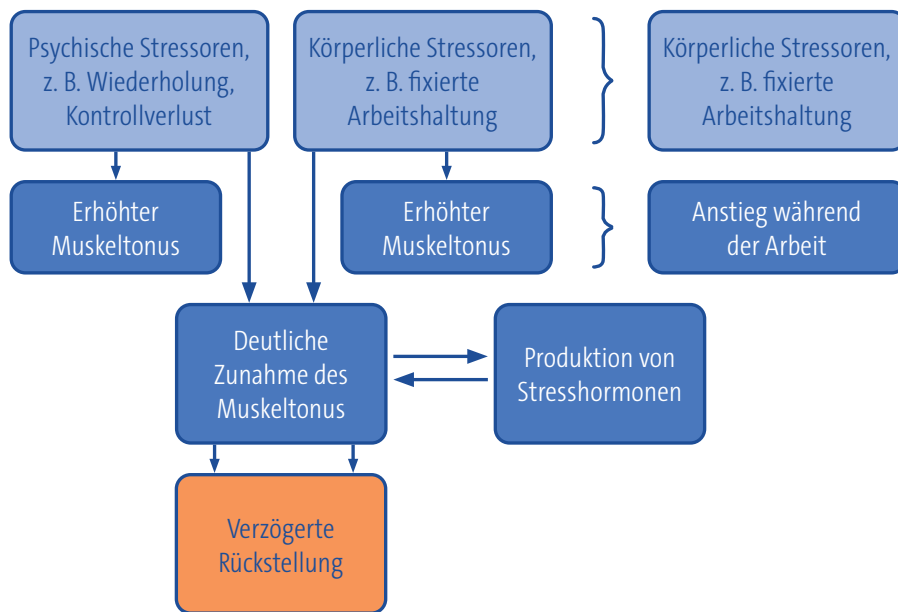 Psychische Stressoren,
z. B. Wiederholung,
Kontrollverlust
Körperliche Stressoren,
z. B. fixierte
Arbeitshaltung
Körperliche Stressoren,
z. B. fixierte
Arbeitshaltung
Erhöhter
Muskeltonus
Erhöhter
Muskeltonus
Anstieg während
der Arbeit
Deutliche
Zunahme des
Muskeltonus
Produktion von
Stresshormonen
Verzögerte
Rückstellung